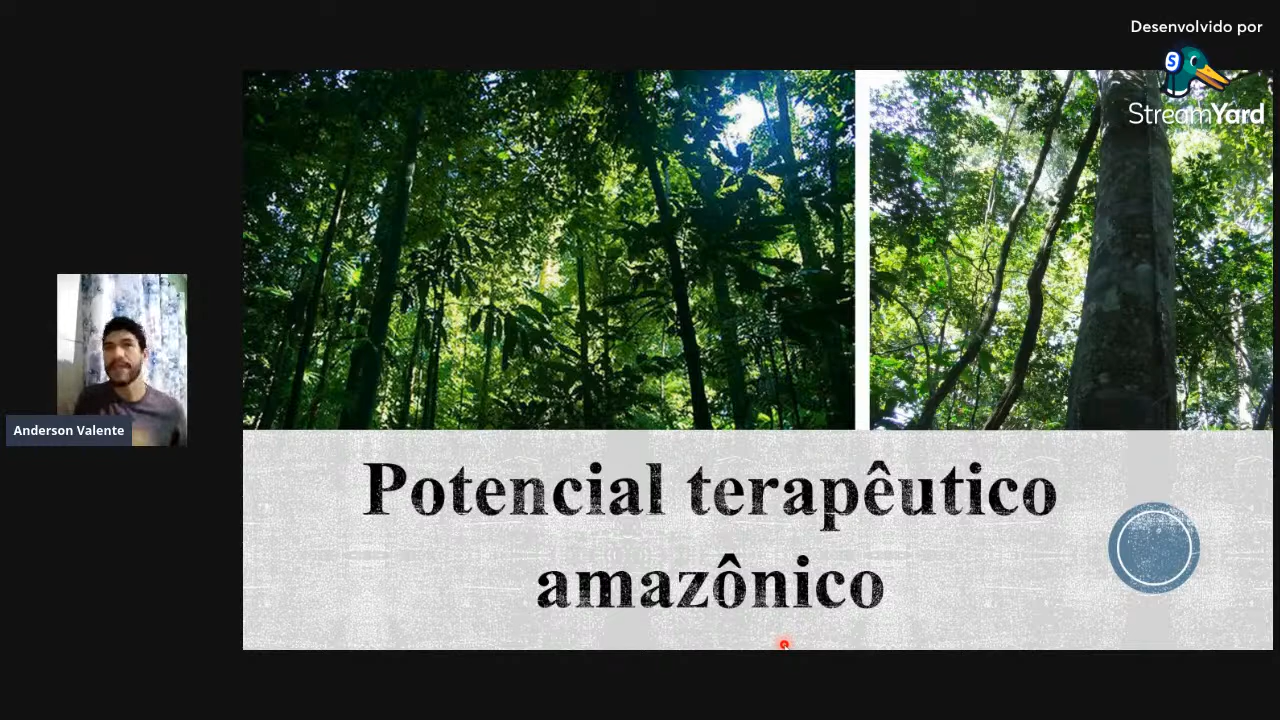 Desenvolvido por
S
StreamYard
Anderson Valente
Potencial terapêutico
amazônico